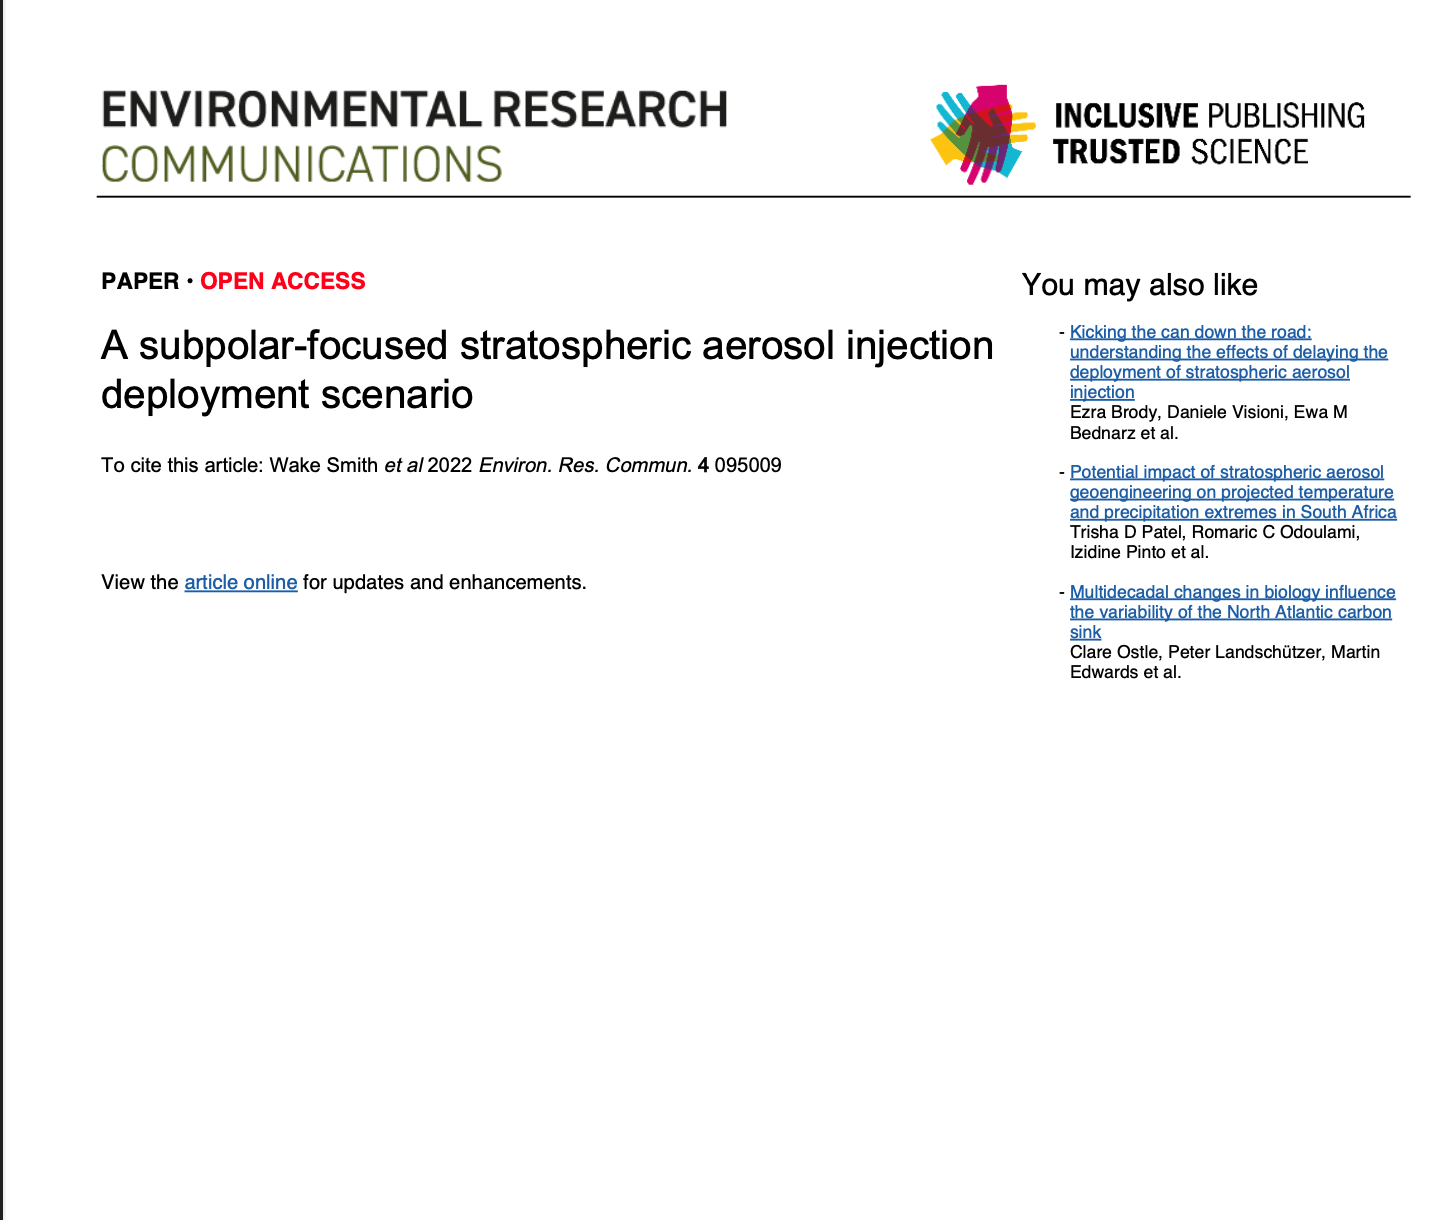 ENVIRONMENTAL RESEARCH
COMMUNICATIONS
INCLUSIVE PUBLISHING
TRUSTED SCIENCE
PAPER • OPEN ACCESS
A subpolar-focused stratospheric aerosol injection
deployment scenario
To cite this article: Wake Smith et al 2022 Environ. Res. Commun. 4 095009
View the article online for updates and enhancements.
You may also like
- Kicking the can down the road:
understanding the effects of delaying the
deployment of stratospheric aerosol
injection
Ezra Brody, Daniele Visioni, Ewa M
Bednarz et al.
- Potential impact of stratospheric aerosol
geoengineering on projected temperature
and precipitation extremes in South Africa
Trisha D Patel, Romaric C Odoulami,
Izidine Pinto et al.
- Multidecadal changes in biology influence
the variability of the North Atlantic carbon
sink
Clare Ostle, Peter Landschützer, Martin
Edwards et al.